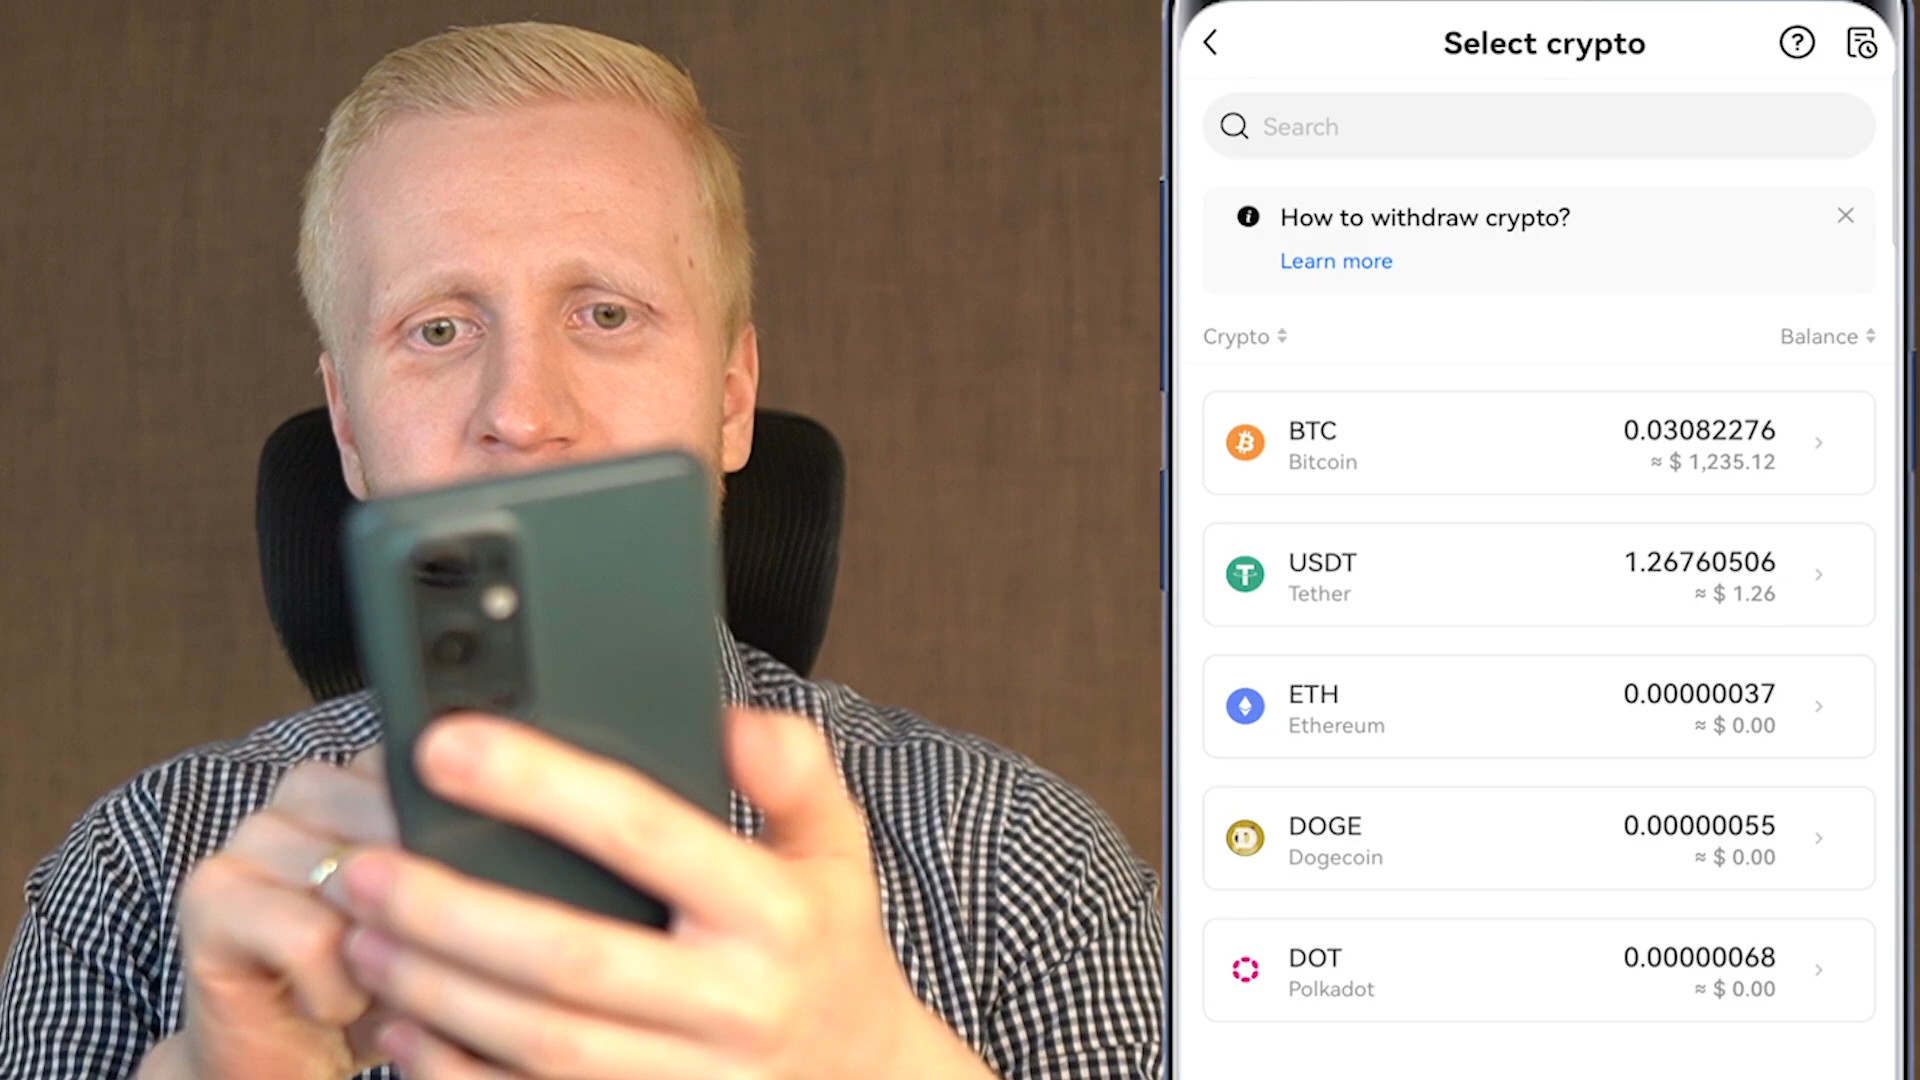 Select crypto
Search
How to withdraw crypto?
Learn more
Crypto Balance
BTC 0.03082276
Bitcoin ≈ $ 1,235.12
USDT 1.26760506
Tether ≈ $ 1.26
ETH 0.00000037
Ethereum ≈ $ 0.00
DOGE 0.00000055
Dogecoin ≈ $ 0.00
DOT 0.00000068
Polkadot ≈ $ 0.00